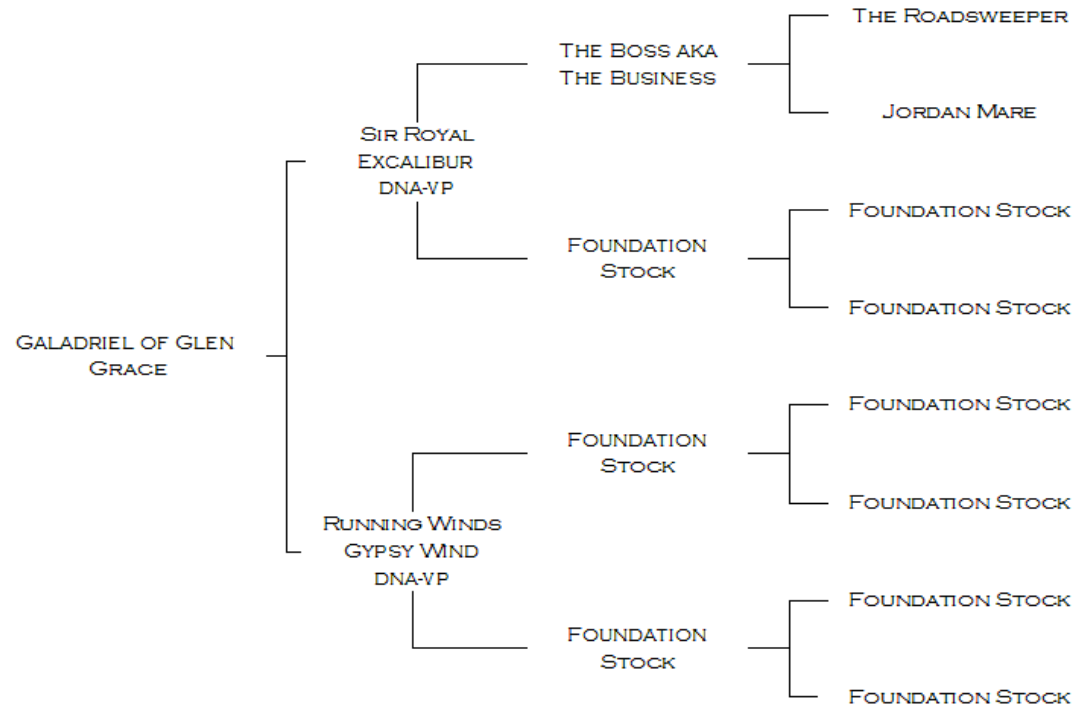 The Roadsweeper
The Boss aka
The Business
Jordan Mare
Sir Royal
Excalibur
DNA-VP
Foundation Stock
Foundation
Stock
Foundation Stock
Galadriel of Glen
Grace
Foundation Stock
Foundation
Stock
Foundation Stock
Running Winds
Gypsy Wind
DNA-VP
Foundation Stock
Foundation
Stock
Foundation Stock